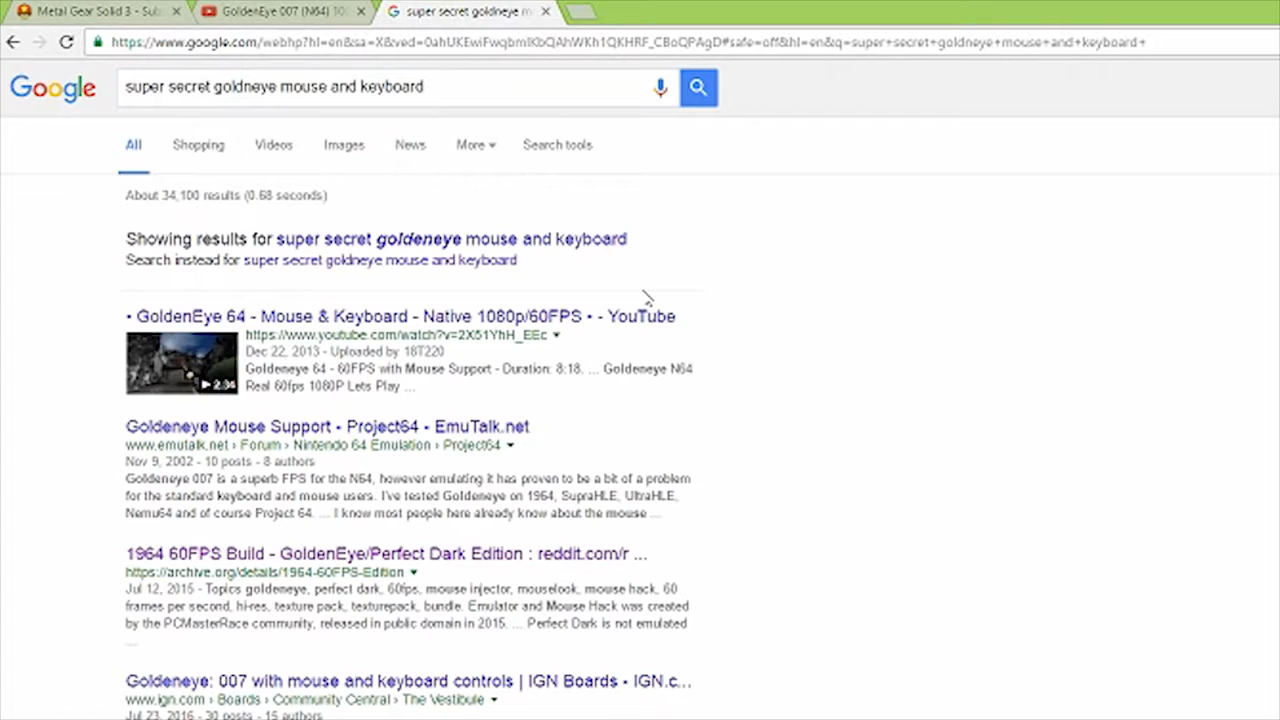 Metal Gear Solid 3 - Sub
GoldenEye 007 (N64) 10
super secret goldneye m
https://www.google.com/webhp?hl=en&sa=X&ved=0ahUKEwiFwqbmlKbQAhWKh1QKHRF_CBoQPAgD#safe=off&hl=en&q=super+secret+goldneye+mouse+and+keyboard+
Google
super secret goldneye mouse and keyboard
All Shopping Videos Images News More Search tools
About 34,100 results (0.68 seconds)
Showing results for super secret goldeneye mouse and keyboard
Search instead for super secret goldneye mouse and keyboard
• GoldenEye 64 - Mouse & Keyboard - Native 1080p/60FPS • - YouTube
https://www.youtube.com/watch?v=2X51YhH_EEc
Dec 22, 2013 - Uploaded by 18T220
2:34
Goldeneye 64 - 60FPS with Mouse Support - Duration: 8:18. ... Goldeneye N64
Real 60fps 1080P Lets Play ...
Goldeneye Mouse Support - Project64 - EmuTalk.net
www.emutalk.net › Forum › Nintendo 64 Emulation › Project64
Nov 9, 2002 - 10 posts - 8 authors
Goldeneye 007 is a superb FPS for the N64, however emulating it has proven to be a bit of a problem
for the standard keyboard and mouse users. I've tested Goldeneye on 1964, SupraHLE, UltraHLE,
Nemu64 and of course Project 64. ... I know most people here already know about the mouse ...
1964 60FPS Build - GoldenEye/Perfect Dark Edition : reddit.com/r ...
https://archive.org/details/1964-60FPS-Edition
Jul 12, 2015 - Topics goldeneye, perfect dark, 60fps, mouse injector, mouselook, mouse hack, 60
frames per second, hi-res, texture pack, texturepack, bundle. Emulator and Mouse Hack was created
by the PCMasterRace community, released in public domain in 2015. ... Perfect Dark is not emulated
...
Goldeneye: 007 with mouse and keyboard controls | IGN Boards - IGN.c...
www.ign.com › Boards › Community Central › The Vestibule
Jul 23, 2016 - 30 posts - 15 authors